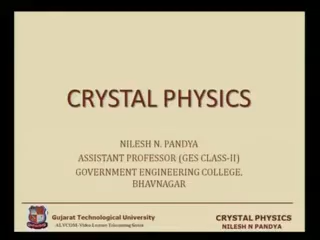 CRYSTAL PHYSICS
NILESH N. PANDYA
ASSISTANT PROFESSOR (GES CLASS-II)
GOVERNMENT ENGINEERING COLLEGE,
BHAVNAGAR
Gujarat Technological University
CRYSTAL PHYSICS
NILESH N PANDYA